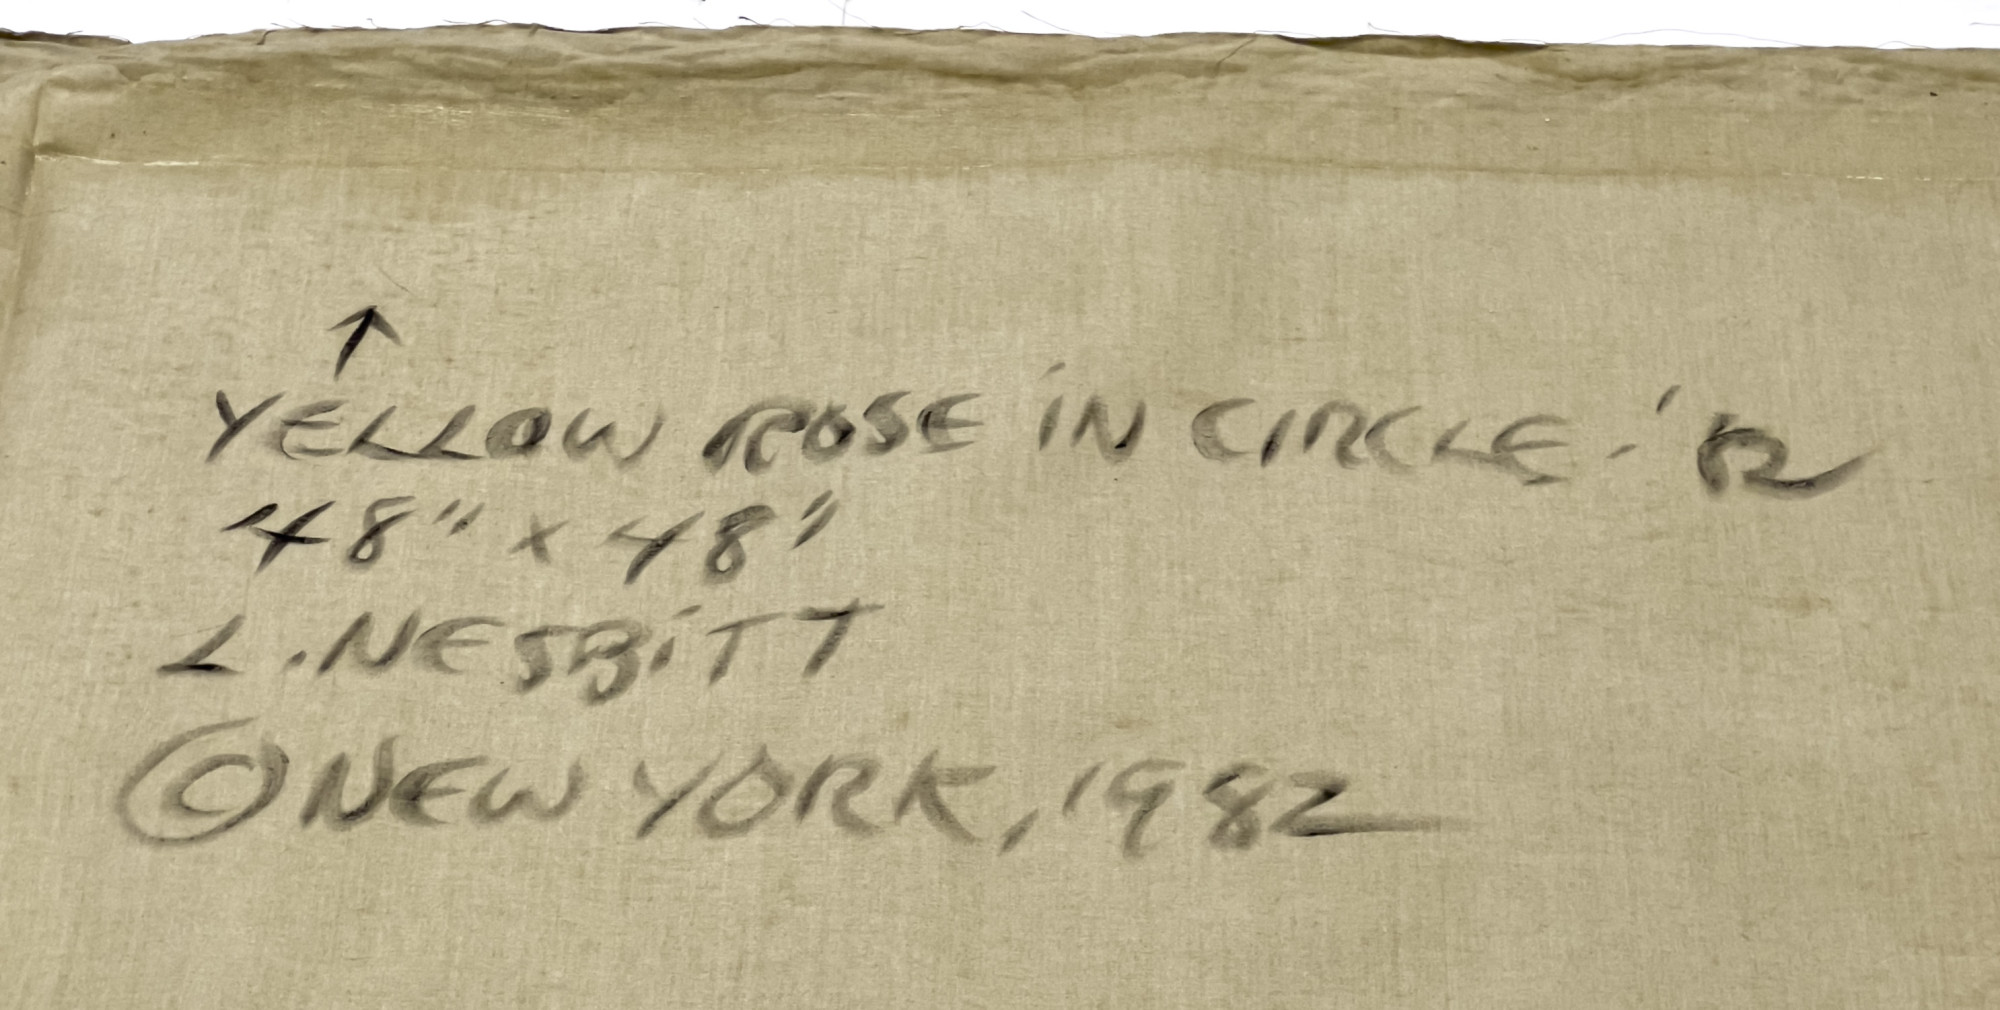 ↑
YELLOW ROSE IN CIRCLE - '82
48" x 48"
L. NESBITT
© NEW YORK, 1982